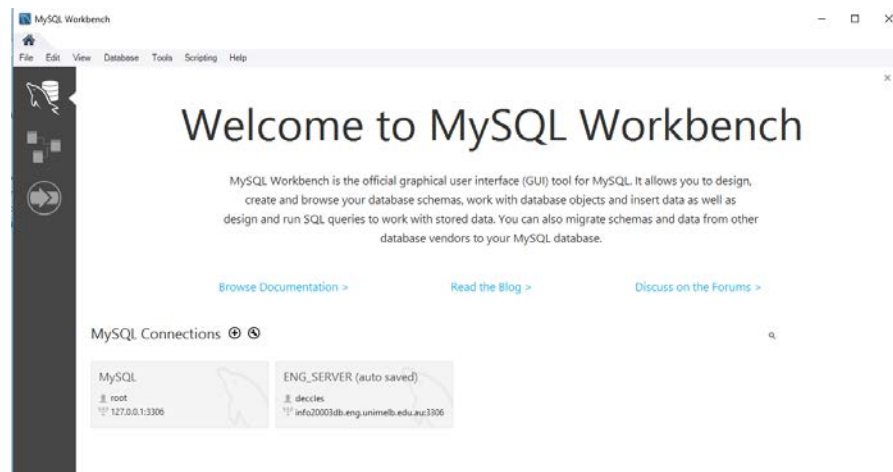 MySQL Workbench
File Edit View Database Tools Scripting Help
Welcome to MySQL Workbench
MySQL Workbench is the official graphical user interface (GUI) tool for MySQL. It allows you to design,
create and browse your database schemas, work with database objects and insert data as well as
design and run SQL queries to work with stored data. You can also migrate schemas and data from other
database vendors to your MySQL database.
Browse Documentation > Read the Blog > Discuss on the Forums >
MySQL Connections
MySQL ENG_SERVER (auto saved)
root deccles
127.0.0.1:3306 info20003db.eng.unimelb.edu.au:3306